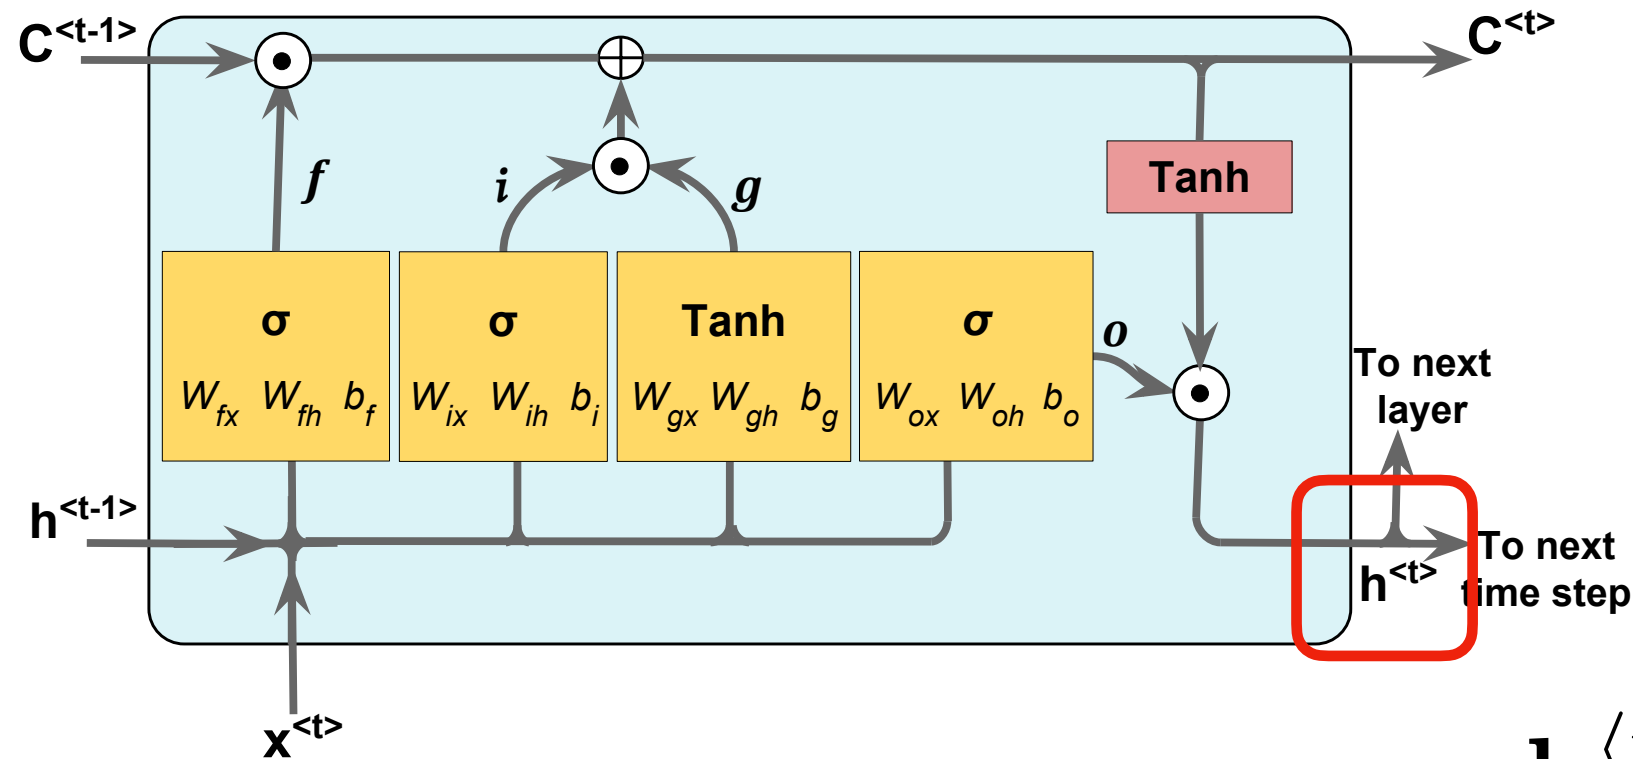 C<t-1>
C<t>
f
i
g
Tanh
σ
W_fx W_fh b_f
σ
W_ix W_ih b_i
Tanh
W_gx W_gh b_g
σ
W_ox W_oh b_o
o
To next
layer
h<t-1>
h<t>
To next
time step
x<t>